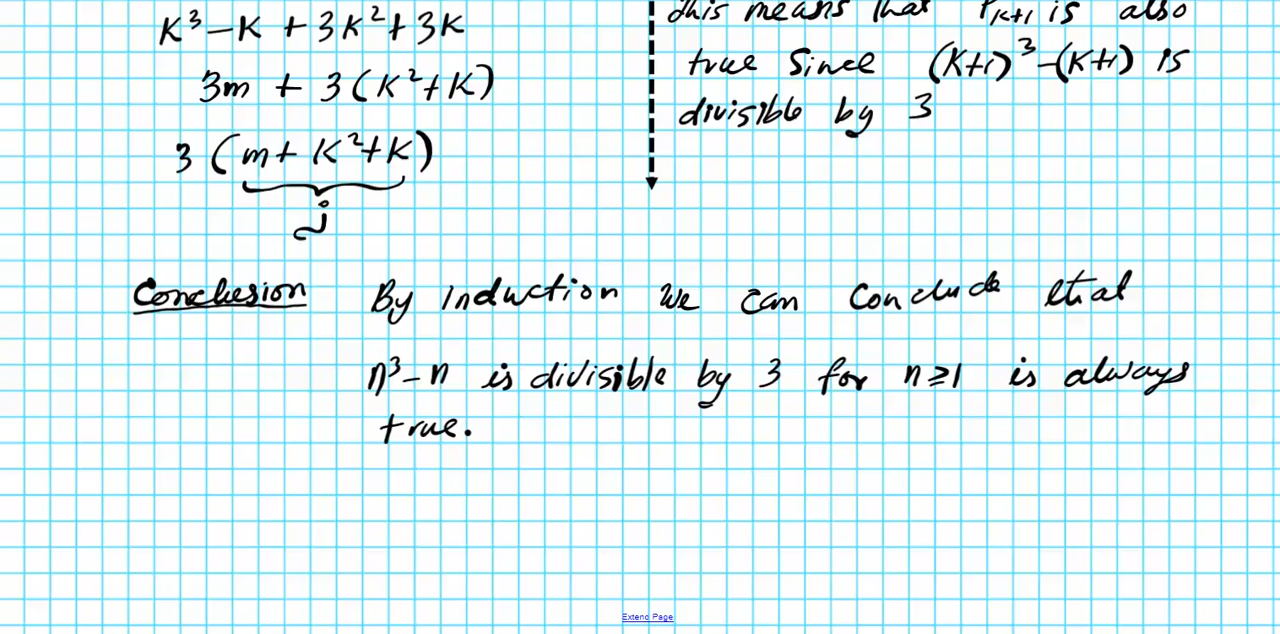 K³ - K + 3K² + 3K
3m + 3(K² + K)
3(m + K² + K)
j
this means that P_{K+1} is also
true since (K+1)³ - (K+1) is
divisible by 3
Conclusion By induction we can conclude that
n³ - n is divisible by 3 for n ≥ 1 is always
true.
Extend Page